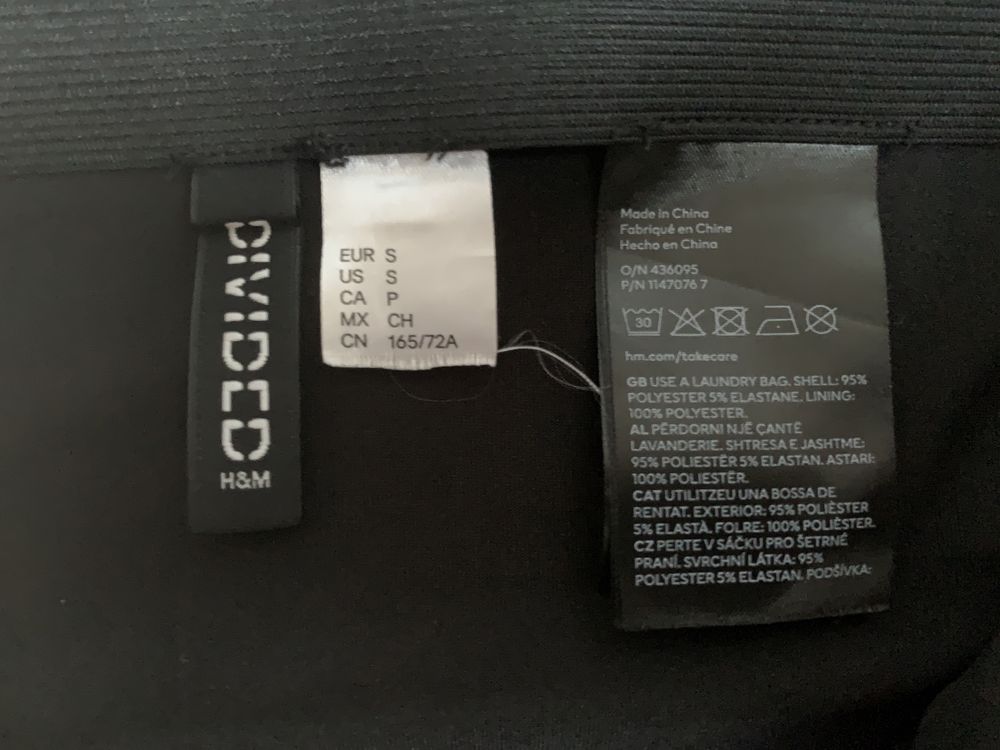 DIVIDED
H&M
EUR S
US S
CA P
MX CH
CN 165/72A
Made in China
Fabriqué en Chine
Hecho en China
O/N 436095
P/N 1147076 7
30
hm.com/takecare
GB USE A LAUNDRY BAG. SHELL: 95%
POLYESTER 5% ELASTANE. LINING:
100% POLYESTER.
AL PËRDORNI NJË ÇANTË
LAVANDERIE. SHTRESA E JASHTME:
95% POLIESTËR 5% ELASTAN. ASTARI:
100% POLIESTËR.
CAT UTILITZEU UNA BOSSA DE
RENTAT. EXTERIOR: 95% POLIÈSTER
5% ELASTÀ. FOLRE: 100% POLIÈSTER.
CZ PERTE V SÁČKU PRO ŠETRNÉ
PRANÍ. SVRCHNÍ LÁTKA: 95%
POLYESTER 5% ELASTAN. PODŠÍVKA: